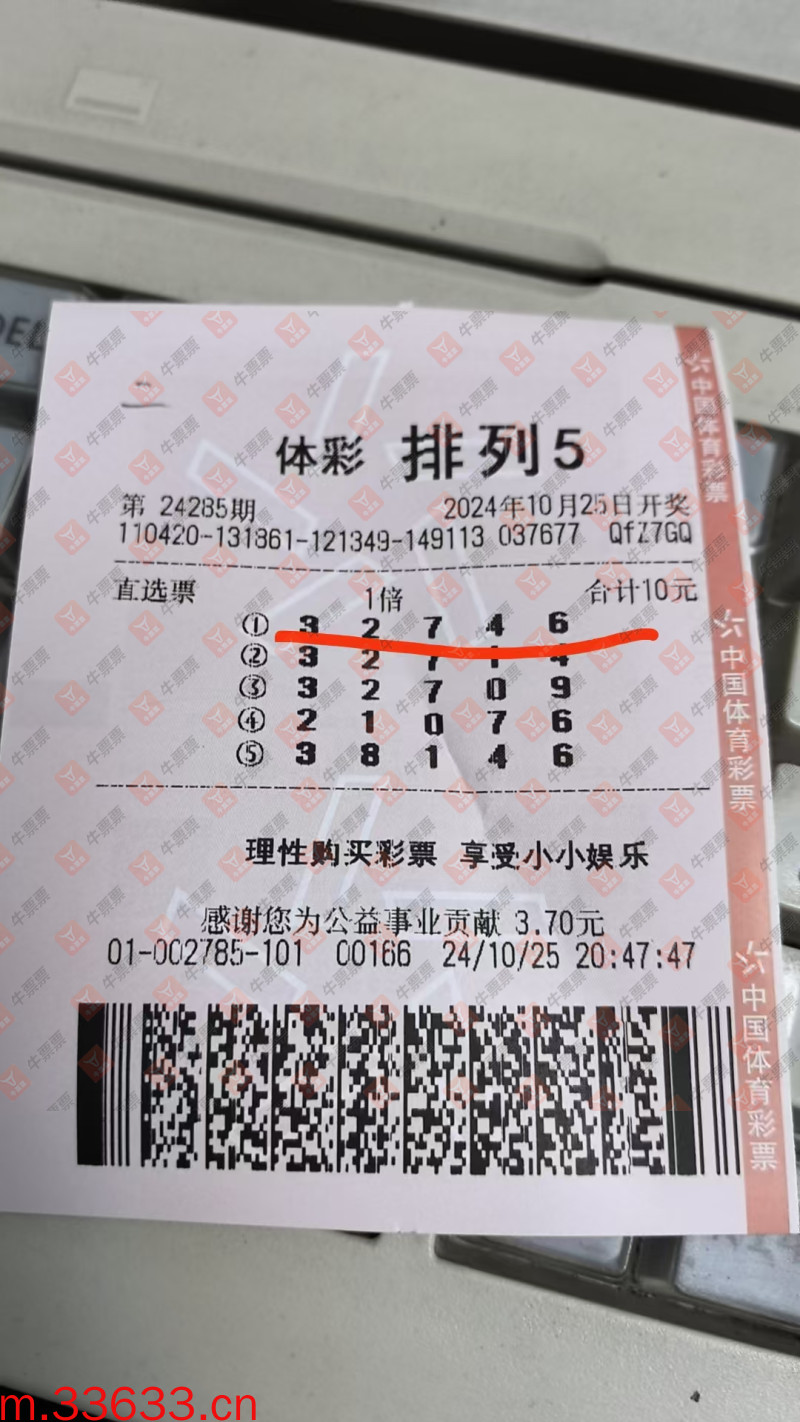 体彩 排列5
第 24285期 2024年10月25日开奖
110420-131861-121349-149113 037677 QfZ7GQ
直选票 1倍 合计10元
① 3 2 7 4 6
② 3 2 7 1 4
③ 3 2 7 0 9
④ 2 1 0 7 6
⑤ 3 8 1 4 6
理性购买彩票 享受小小娱乐
感谢您为公益事业贡献 3.70元
01-002785-101 00166 24/10/25 20:47:47
中国体育彩票
中国体育彩票
中国体育彩票
牛票票
m.33633.cn